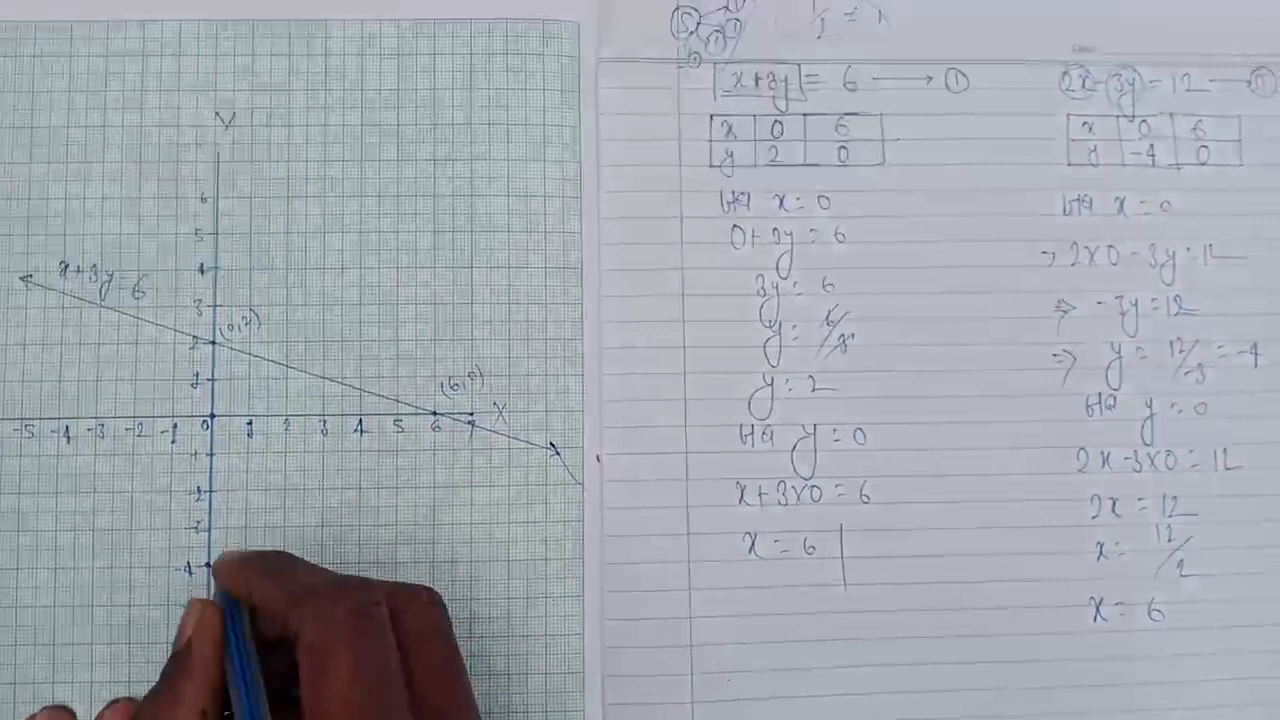 Y
6
5
4
3
2
1
x+3y=6
(0,2)
(6,0)
X
-5 -4 -3 -2 -1 0 1 2 3 4 5 6 7
-1
-2
-3
-4
x+3y = 6 → ①
x 0 6
y 2 0
x = 0
0+3y = 6
3y = 6
y = 6/3
y = 2
y = 0
x+3×0 = 6
x = 6
2x-3y = 12 → ②
x 0 6
y -4 0
x = 0
⇒ 2×0-3y=12
⇒ -3y=12
⇒ y = 12/-3 = -4
y = 0
2x-3×0=12
2x = 12
x = 12/2
x = 6